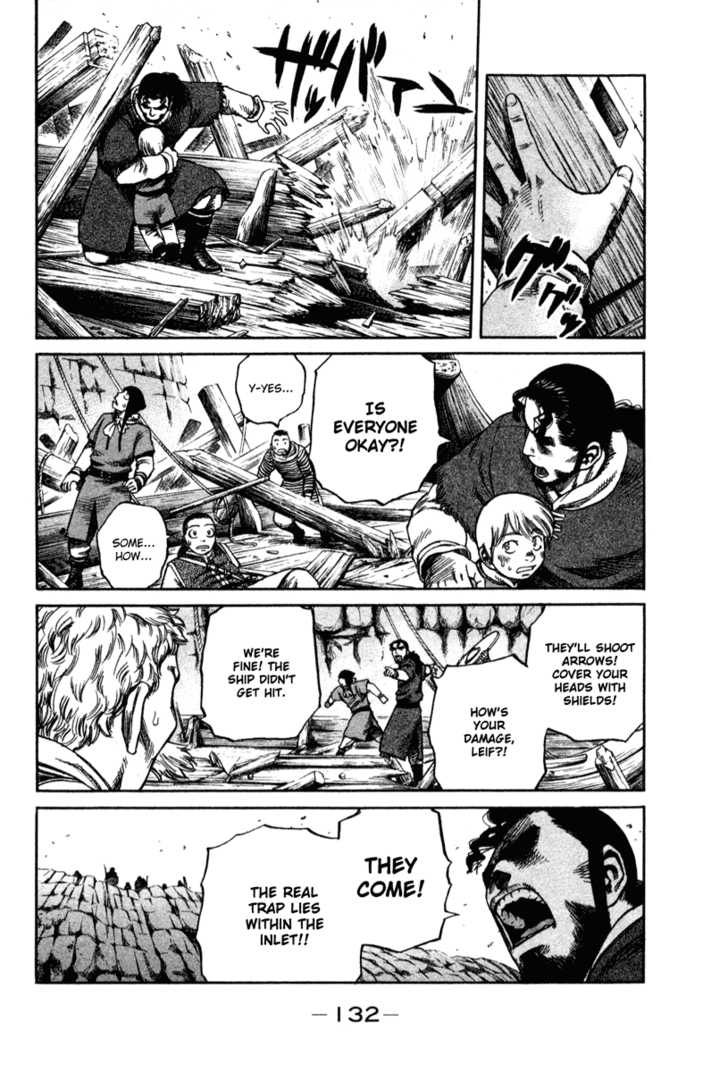 IS
EVERYONE
OKAY?!
Y-YES...
SOME...
HOW...
THEY'LL SHOOT
ARROWS!
COVER YOUR
HEADS WITH
SHIELDS!
HOW'S
YOUR
DAMAGE,
LEIF?!
WE'RE
FINE! THE
SHIP DIDN'T
GET HIT.
THEY
COME!
THE REAL
TRAP LIES
WITHIN THE
INLET!!
–132–